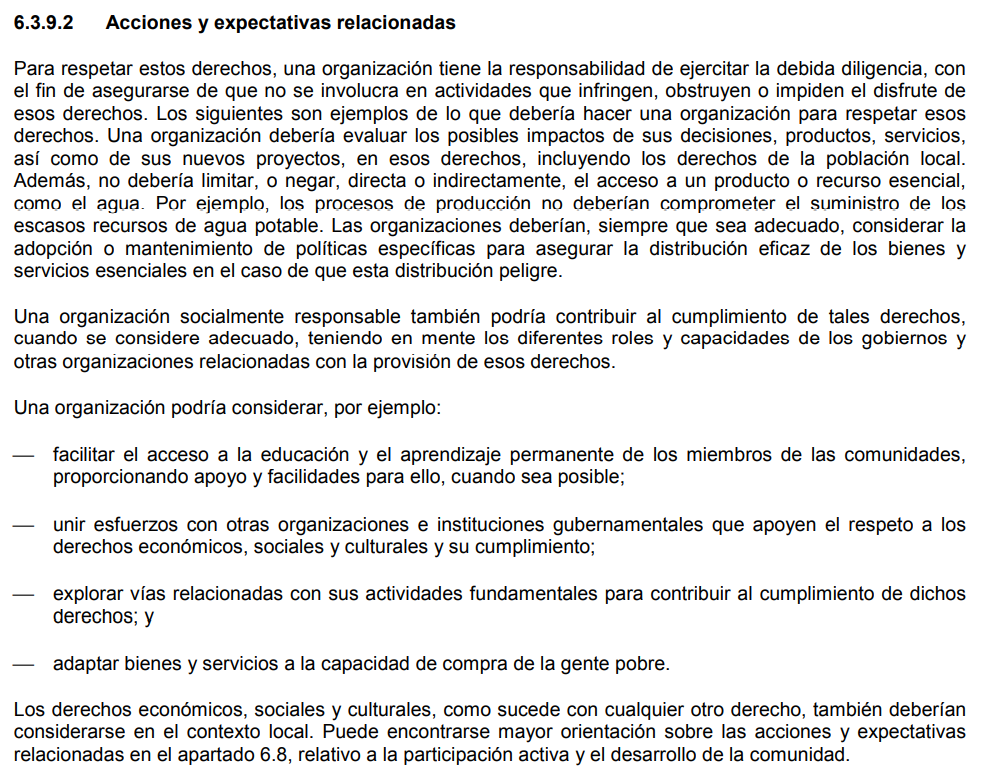 6.3.9.2 Acciones y expectativas relacionadas
Para respetar estos derechos, una organización tiene la responsabilidad de ejercitar la debida diligencia, con
el fin de asegurarse de que no se involucra en actividades que infringen, obstruyen o impiden el disfrute de
esos derechos. Los siguientes son ejemplos de lo que debería hacer una organización para respetar esos
derechos. Una organización debería evaluar los posibles impactos de sus decisiones, productos, servicios,
así como de sus nuevos proyectos, en esos derechos, incluyendo los derechos de la población local.
Además, no debería limitar, o negar, directa o indirectamente, el acceso a un producto o recurso esencial,
como el agua. Por ejemplo, los procesos de producción no deberían comprometer el suministro de los
escasos recursos de agua potable. Las organizaciones deberían, siempre que sea adecuado, considerar la
adopción o mantenimiento de políticas específicas para asegurar la distribución eficaz de los bienes y
servicios esenciales en el caso de que esta distribución peligre.
Una organización socialmente responsable también podría contribuir al cumplimiento de tales derechos,
cuando se considere adecuado, teniendo en mente los diferentes roles y capacidades de los gobiernos y
otras organizaciones relacionadas con la provisión de esos derechos.
Una organización podría considerar, por ejemplo:
— facilitar el acceso a la educación y el aprendizaje permanente de los miembros de las comunidades,
proporcionando apoyo y facilidades para ello, cuando sea posible;
— unir esfuerzos con otras organizaciones e instituciones gubernamentales que apoyen el respeto a los
derechos económicos, sociales y culturales y su cumplimiento;
— explorar vías relacionadas con sus actividades fundamentales para contribuir al cumplimiento de dichos
derechos; y
— adaptar bienes y servicios a la capacidad de compra de la gente pobre.
Los derechos económicos, sociales y culturales, como sucede con cualquier otro derecho, también deberían
considerarse en el contexto local. Puede encontrarse mayor orientación sobre las acciones y expectativas
relacionadas en el apartado 6.8, relativo a la participación activa y el desarrollo de la comunidad.